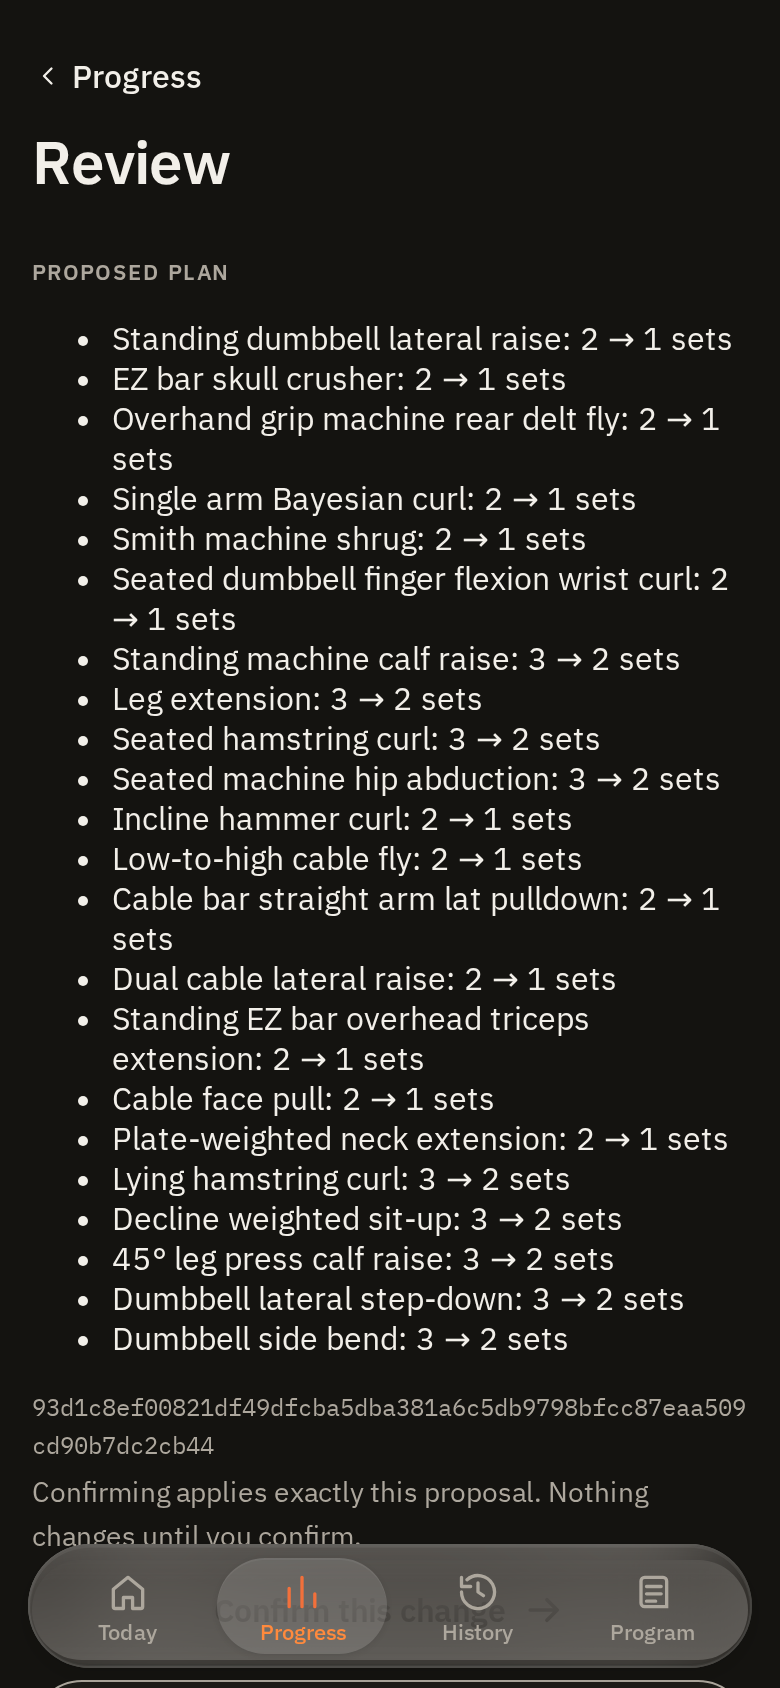 Progress
Review
PROPOSED PLAN
• Standing dumbbell lateral raise: 2 → 1 sets
• EZ bar skull crusher: 2 → 1 sets
• Overhand grip machine rear delt fly: 2 → 1
sets
• Single arm Bayesian curl: 2 → 1 sets
• Smith machine shrug: 2 → 1 sets
• Seated dumbbell finger flexion wrist curl: 2
→ 1 sets
• Standing machine calf raise: 3 → 2 sets
• Leg extension: 3 → 2 sets
• Seated hamstring curl: 3 → 2 sets
• Seated machine hip abduction: 3 → 2 sets
• Incline hammer curl: 2 → 1 sets
• Low-to-high cable fly: 2 → 1 sets
• Cable bar straight arm lat pulldown: 2 → 1
sets
• Dual cable lateral raise: 2 → 1 sets
• Standing EZ bar overhead triceps
extension: 2 → 1 sets
• Cable face pull: 2 → 1 sets
• Plate-weighted neck extension: 2 → 1 sets
• Lying hamstring curl: 3 → 2 sets
• Decline weighted sit-up: 3 → 2 sets
• 45° leg press calf raise: 3 → 2 sets
• Dumbbell lateral step-down: 3 → 2 sets
• Dumbbell side bend: 3 → 2 sets
93d1c8ef00821df49dfcba5dba381a6c5db9798bfcc87eaa509
cd90b7dc2cb44
Confirming applies exactly this proposal. Nothing
changes until you confirm.
Confirm this change →
Today Progress History Program